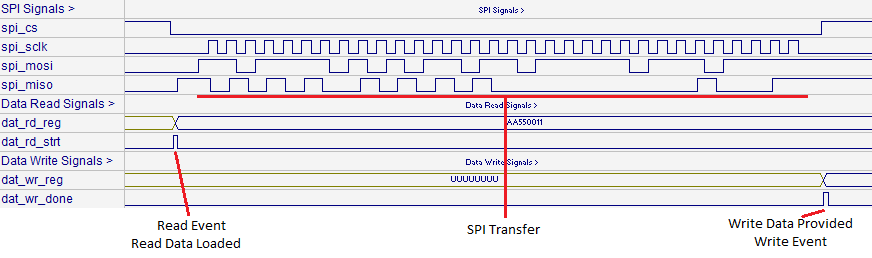 SPI Signals >
SPI Signals >
spi_cs
spi_sclk
spi_mosi
spi_miso
Data Read Signals >
Data Read Signals >
dat_rd_reg
AA550011
dat_rd_strt
Data Write Signals >
Data Write Signals >
dat_wr_reg
UUUUUUUU
dat_wr_done
Read Event
Read Data Loaded
SPI Transfer
Write Data Provided
Write Event